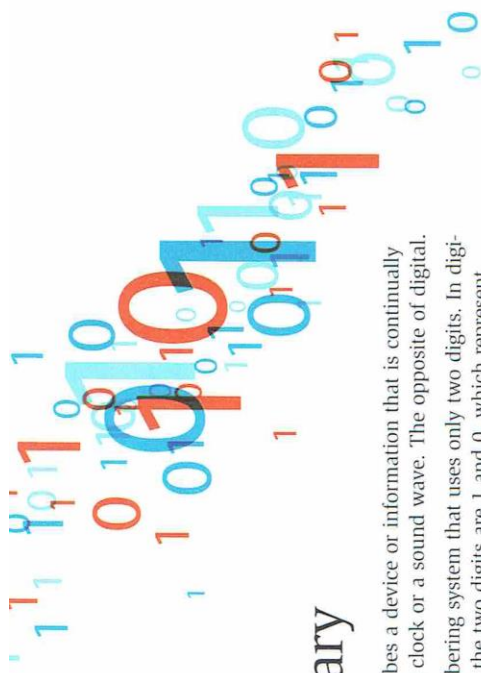 ary
bes a device or information that is continually
clock or a sound wave. The opposite of digital.
bering system that uses only two digits. In digi-
the two digits are 1 and 0, which represent